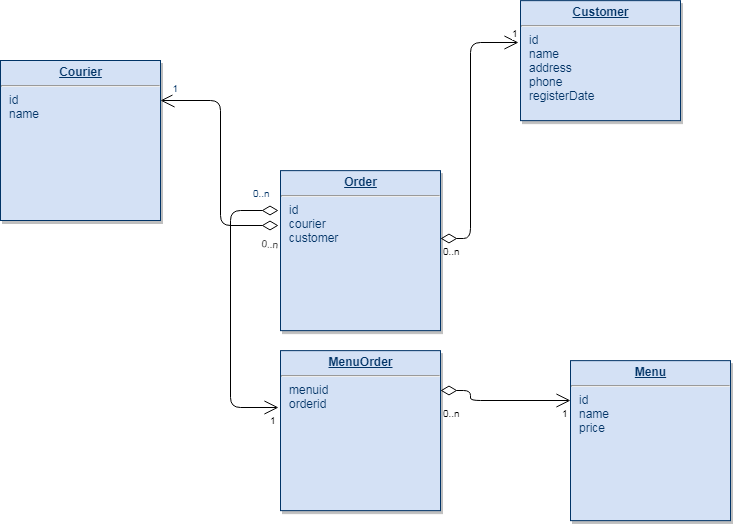 Customer
id
name
address
phone
registerDate
1
Courier
id
name
1
Order
id
courier
customer
0..n
0..n
0..n
MenuOrder
menuid
orderid
1
0..n
Menu
id
name
price
1